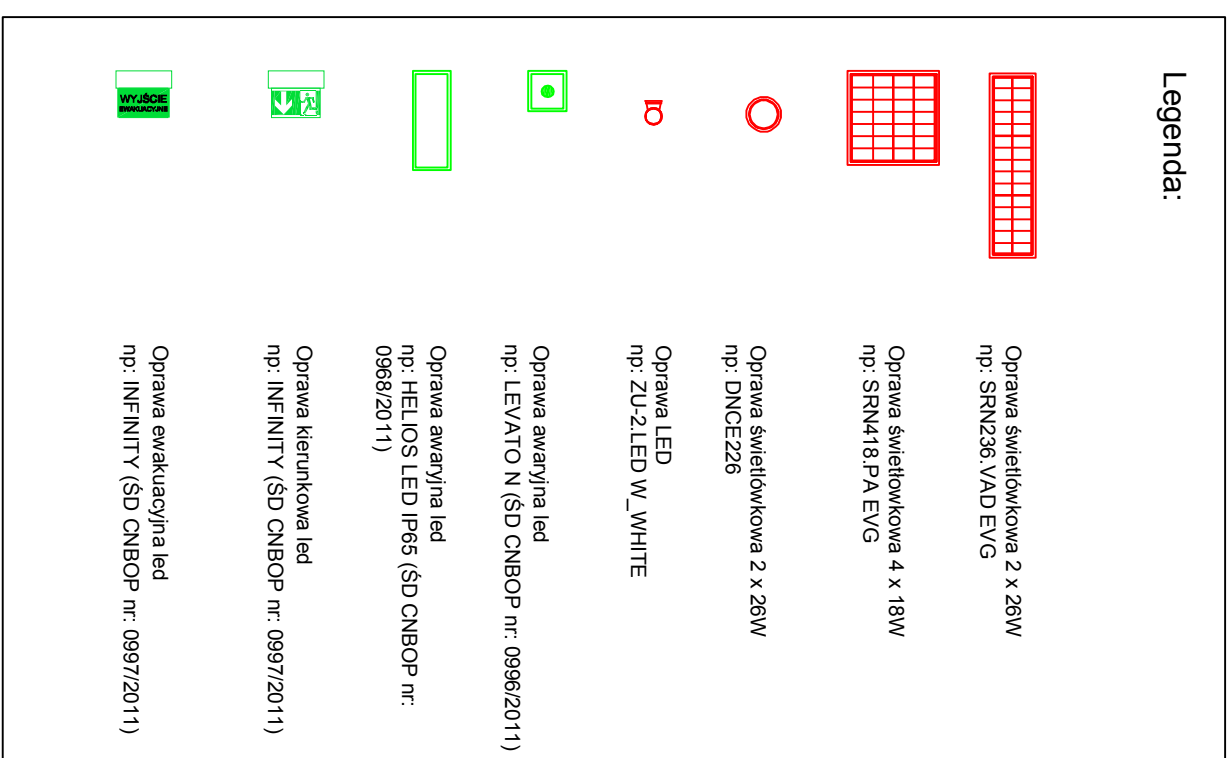 Legenda:
Oprawa świetlówkowa 2 x 26W
np: SRN236.VAD EVG
Oprawa świetłowkowa 4 x 18W
np: SRN418.PA EVG
Oprawa świetlówkowa 2 x 26W
np: DNCE226
Oprawa LED
np: ZU-2.LED W_WHITE
Oprawa awaryjna led
np: LEVATO N (ŚD CNBOP nr: 0996/2011)
Oprawa awaryjna led
np: HELIOS LED IP65 (ŚD CNBOP nr:
0968/2011)
Oprawa kierunkowa led
np: INFINITY (ŚD CNBOP nr: 0997/2011)
WYJŚCIE
EWAKUACYJNE
Oprawa ewakuacyjna led
np: INFINITY (ŚD CNBOP nr: 0997/2011)